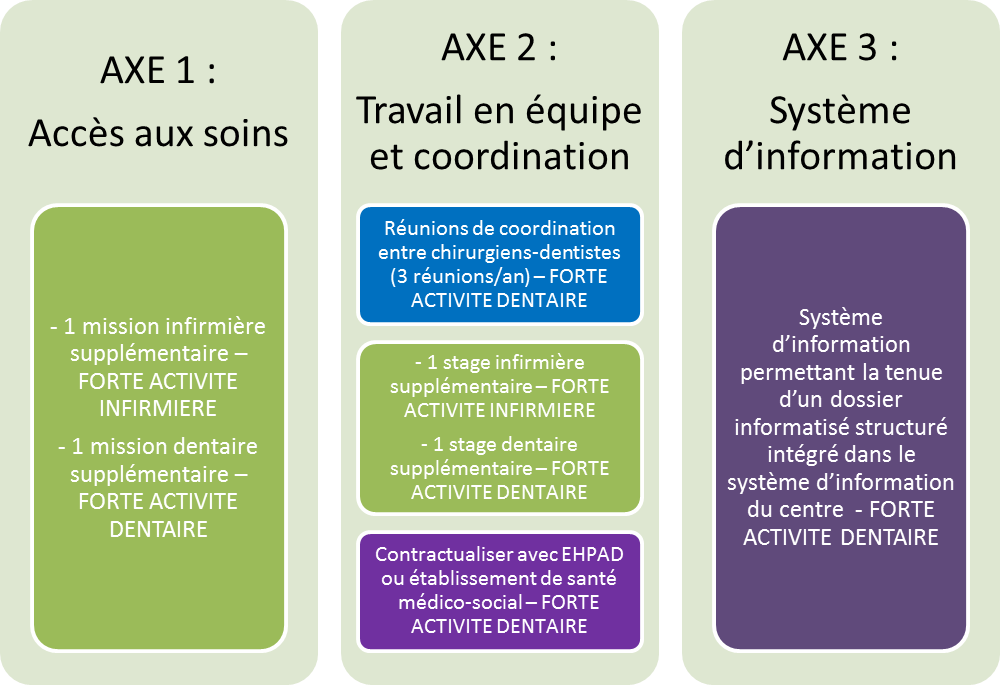 AXE 1 :
Accès aux soins
- 1 mission infirmière
supplémentaire –
FORTE ACTIVITE
INFIRMIERE
- 1 mission dentaire
supplémentaire –
FORTE ACTIVITE
DENTAIRE
AXE 2 :
Travail en équipe
et coordination
Réunions de coordination
entre chirurgiens-dentistes
(3 réunions/an) – FORTE
ACTIVITE DENTAIRE
- 1 stage infirmière
supplémentaire – FORTE
ACTIVITE INFIRMIERE
- 1 stage dentaire
supplémentaire – FORTE
ACTIVITE DENTAIRE
Contractualiser avec EHPAD
ou établissement de santé
médico-social – FORTE
ACTIVITE DENTAIRE
AXE 3 :
Système
d’information
Système
d’information
permettant la tenue
d’un dossier
informatisé structuré
intégré dans le
système d’information
du centre - FORTE
ACTIVITE DENTAIRE